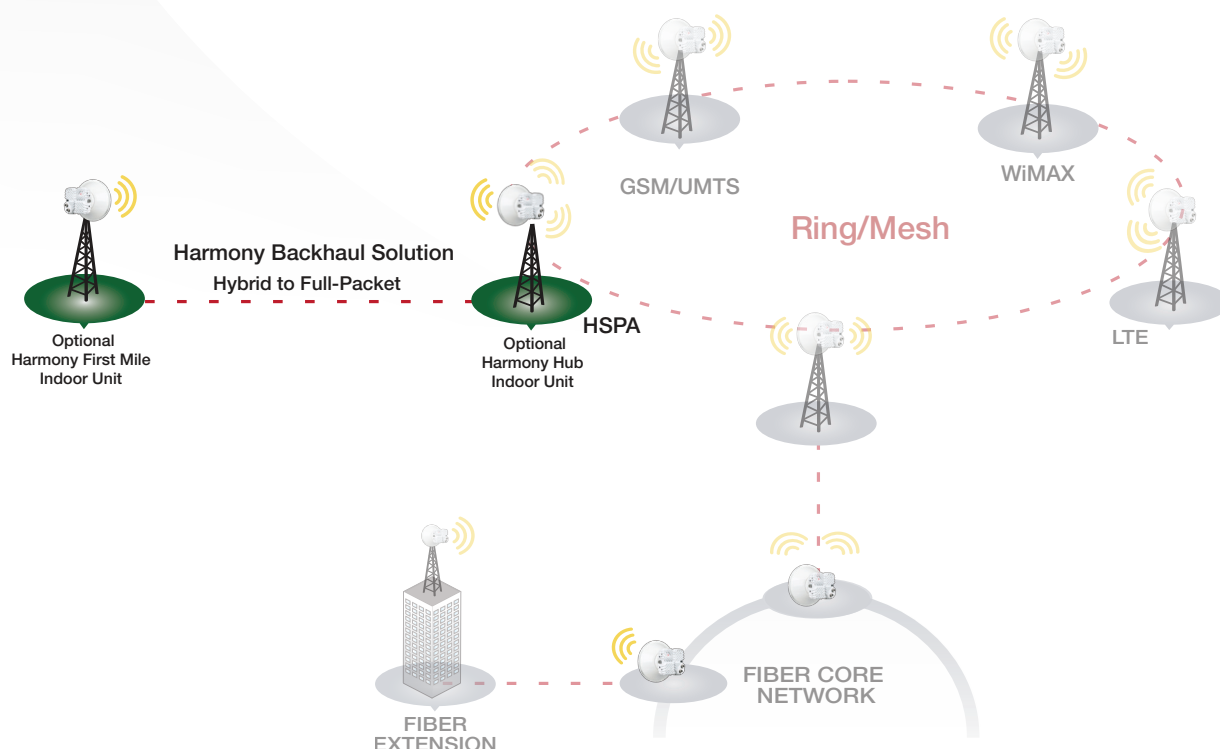 GSM/UMTS
WiMAX
Ring/Mesh
Harmony Backhaul Solution
Hybrid to Full-Packet
HSPA
LTE
Optional
Harmony First Mile
Indoor Unit
Optional
Harmony Hub
Indoor Unit
FIBER CORE
NETWORK
FIBER
EXTENSION